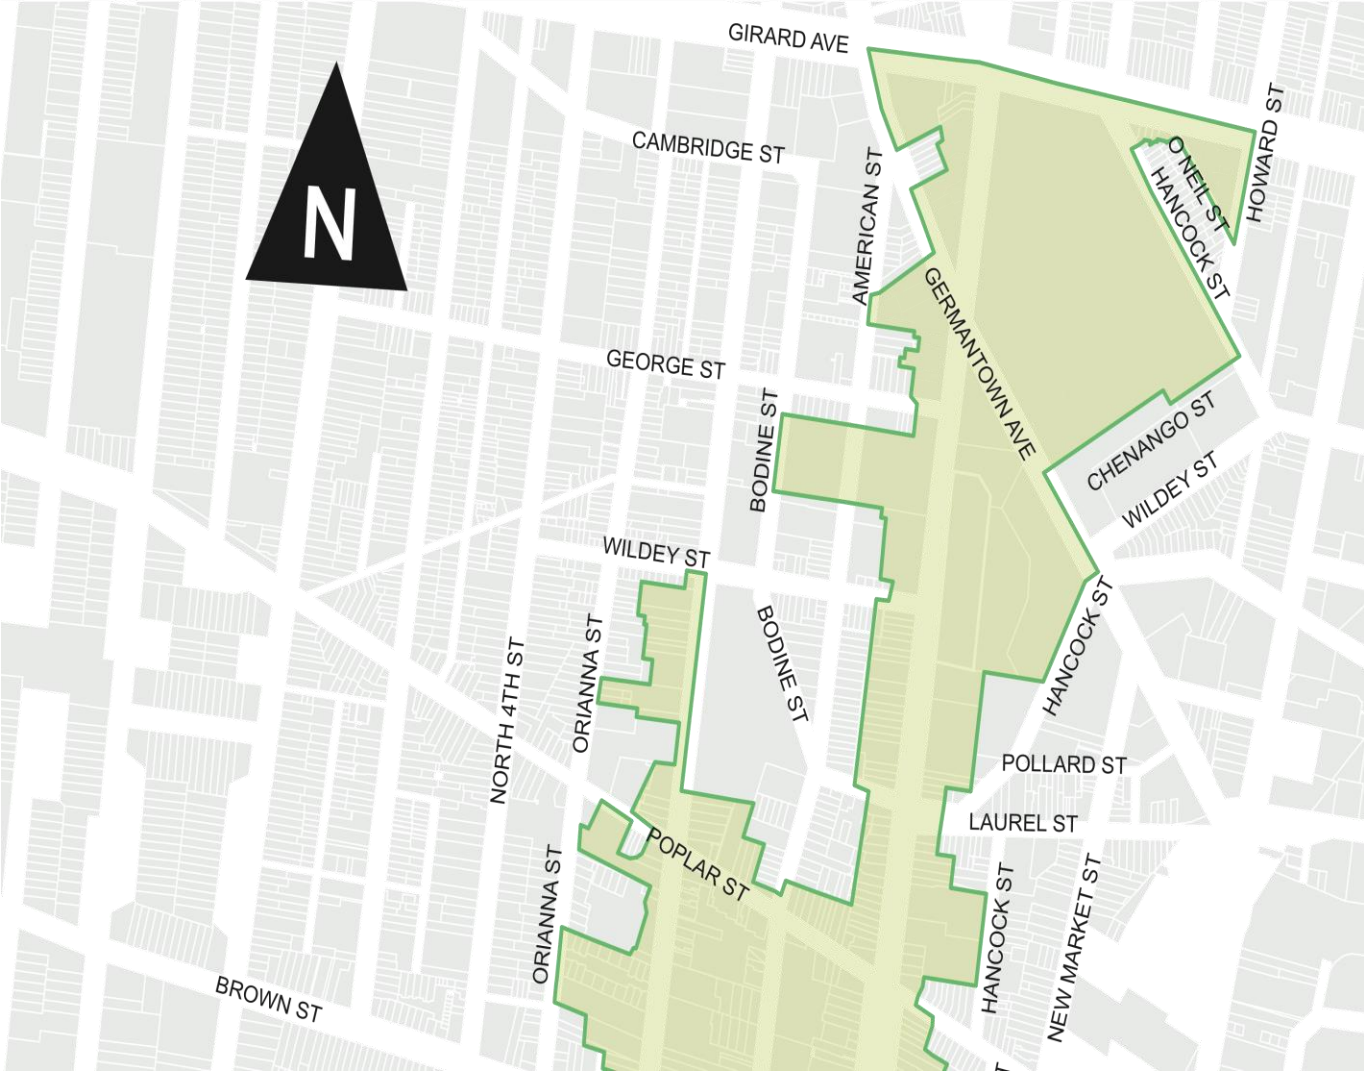 GIRARD AVE
HOWARD ST
CAMBRIDGE ST
O'NEIL ST
HANCOCK ST
N
AMERICAN ST
GERMANTOWN AVE
GEORGE ST
BODINE ST
CHENANGO ST
WILDEY ST
WILDEY ST
HANCOCK ST
BODINE ST
ORIANNA ST
NORTH 4TH ST
POLLARD ST
LAUREL ST
POPLAR ST
ORIANNA ST
HANCOCK ST
NEW MARKET ST
BROWN ST